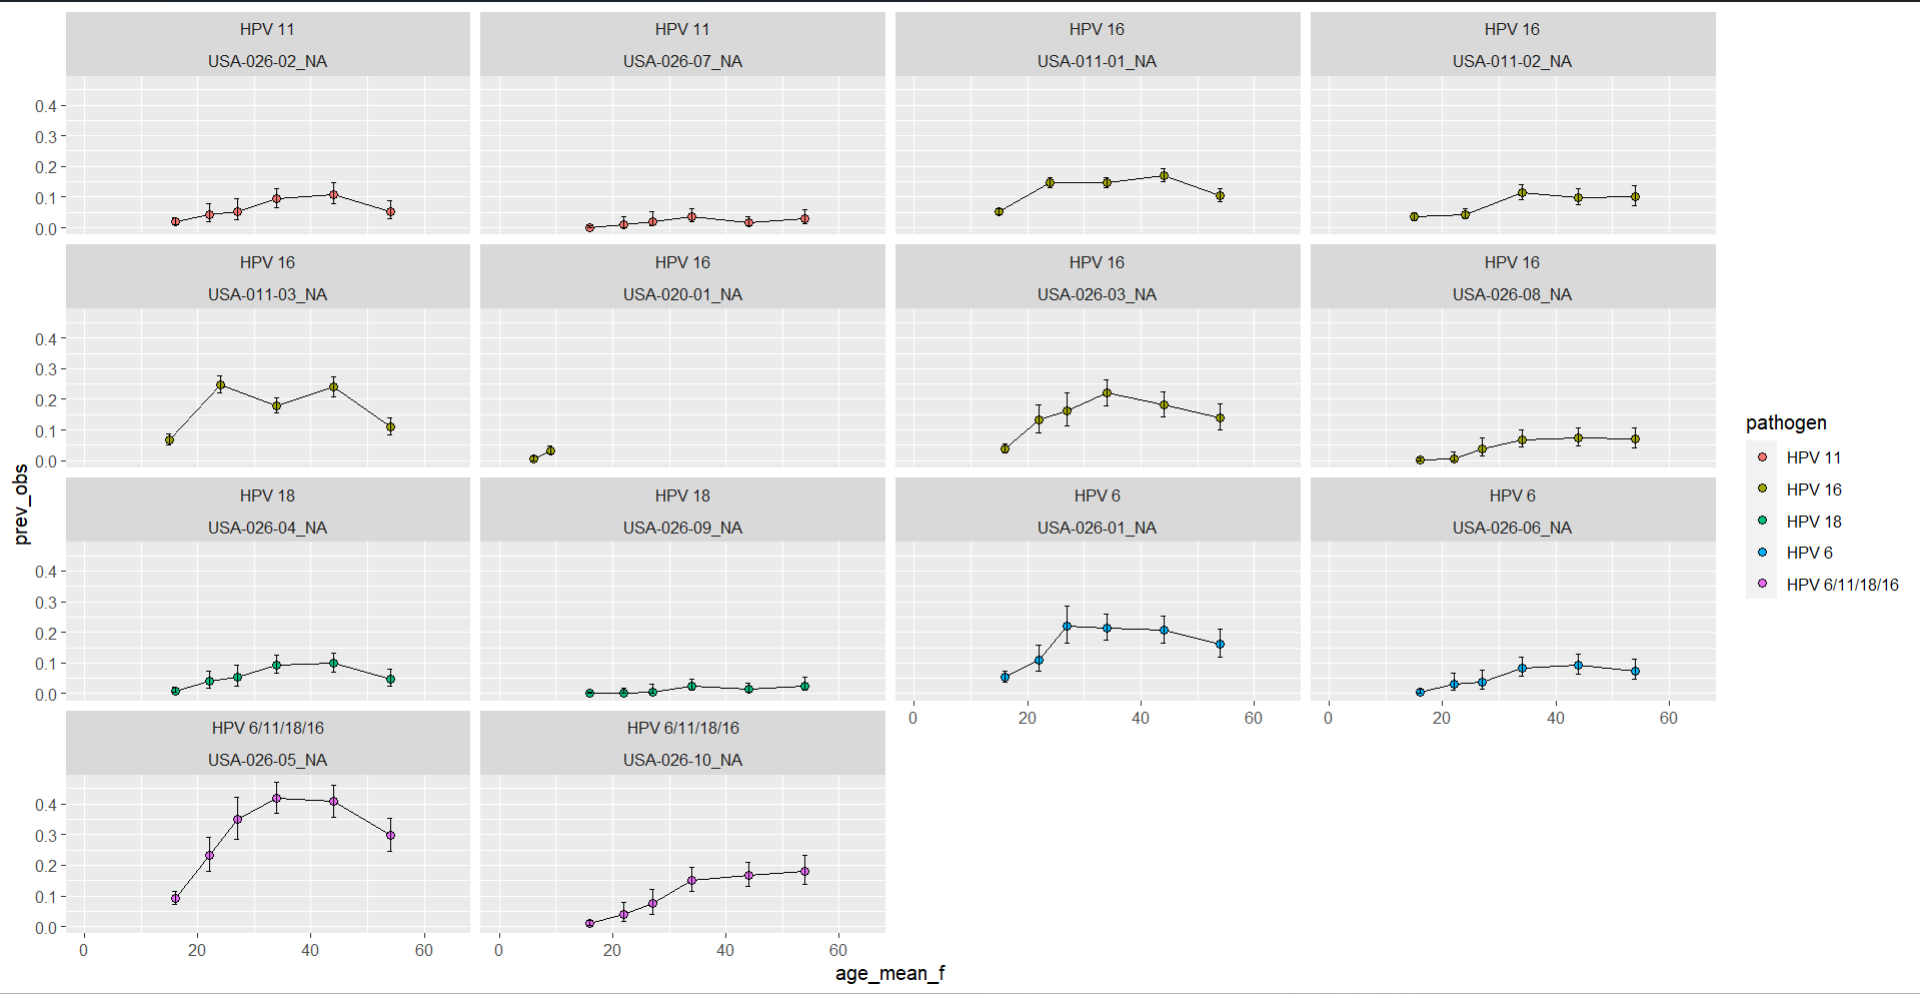 HPV 11
HPV 11
HPV 16
HPV 16
USA-026-02_NA
USA-026-07_NA
USA-011-01_NA
USA-011-02_NA
0.4
0.3
0.2
0.1
0.0
HPV 16
HPV 16
HPV 16
HPV 16
USA-011-03_NA
USA-020-01_NA
USA-026-03_NA
USA-026-08_NA
0.4
0.3
0.2
0.1
0.0
prev_obs
HPV 18
HPV 18
HPV 6
HPV 6
USA-026-04_NA
USA-026-09_NA
USA-026-01_NA
USA-026-06_NA
0.4
0.3
0.2
0.1
0.0
0 20 40 60
0 20 40 60
HPV 6/11/18/16
HPV 6/11/18/16
USA-026-05_NA
USA-026-10_NA
0.4
0.3
0.2
0.1
0.0
0 20 40 60
0 20 40 60
age_mean_f
pathogen
HPV 11
HPV 16
HPV 18
HPV 6
HPV 6/11/18/16